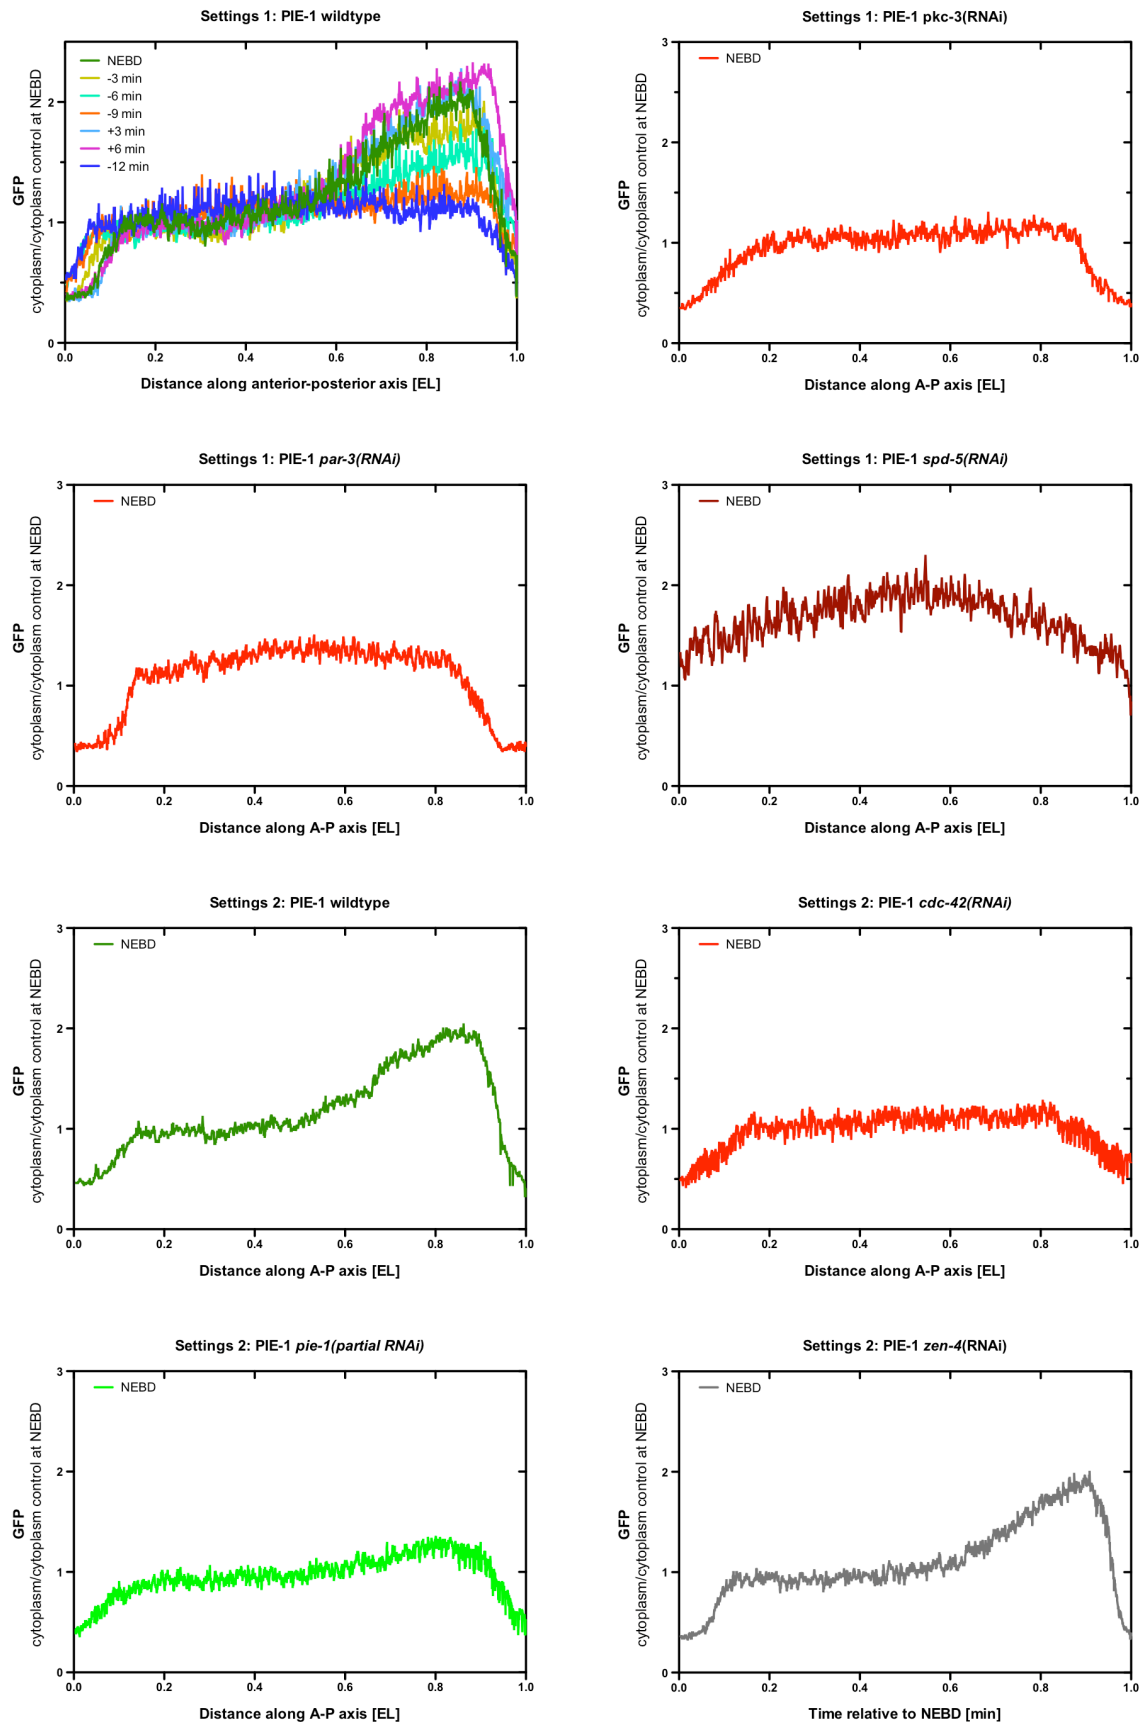 Settings 1: PIE-1 wildtype
GFP
cytoplasm/cytoplasm control at NEBD
2
1
0
NEBD
-3 min
-6 min
-9 min
+3 min
+6 min
-12 min
0.0 0.2 0.4 0.6 0.8 1.0
Distance along anterior-posterior axis [EL]
Settings 1: PIE-1 pkc-3(RNAi)
GFP
cytoplasm/cytoplasm control at NEBD
3
2
1
0
NEBD
0.0 0.2 0.4 0.6 0.8 1.0
Distance along A-P axis [EL]
Settings 1: PIE-1 par-3(RNAi)
GFP
cytoplasm/cytoplasm control at NEBD
3
2
1
0
NEBD
0.0 0.2 0.4 0.6 0.8 1.0
Distance along A-P axis [EL]
Settings 1: PIE-1 spd-5(RNAi)
GFP
cytoplasm/cytoplasm control at NEBD
3
2
1
0
NEBD
0.0 0.2 0.4 0.6 0.8 1.0
Distance along A-P axis [EL]
Settings 2: PIE-1 wildtype
GFP
cytoplasm/cytoplasm control at NEBD
3
2
1
0
NEBD
0.0 0.2 0.4 0.6 0.8 1.0
Distance along A-P axis [EL]
Settings 2: PIE-1 cdc-42(RNAi)
GFP
cytoplasm/cytoplasm control at NEBD
3
2
1
0
NEBD
0.0 0.2 0.4 0.6 0.8 1.0
Distance along A-P axis [EL]
Settings 2: PIE-1 pie-1(partial RNAi)
GFP
cytoplasm/cytoplasm control at NEBD
3
2
1
0
NEBD
0.0 0.2 0.4 0.6 0.8 1.0
Distance along A-P axis [EL]
Settings 2: PIE-1 zen-4(RNAi)
GFP
cytoplasm/cytoplasm control at NEBD
3
2
1
0
NEBD
0.0 0.2 0.4 0.6 0.8 1.0
Time relative to NEBD [min]